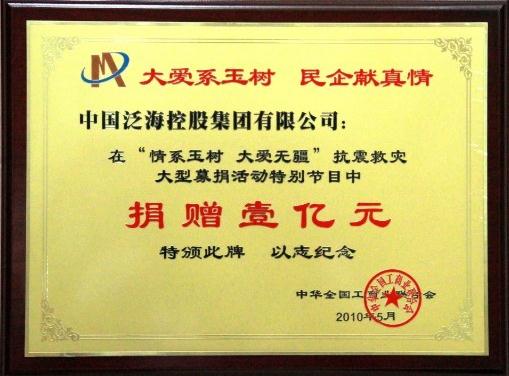 大爱系玉树 民企献真情
中国泛海控股集团有限公司：
在“情系玉树 大爱无疆”抗震救灾
大型募捐活动特别节目中
捐赠壹亿元
特颁此牌 以志纪念
中华全国工商业联合会
2010年5月